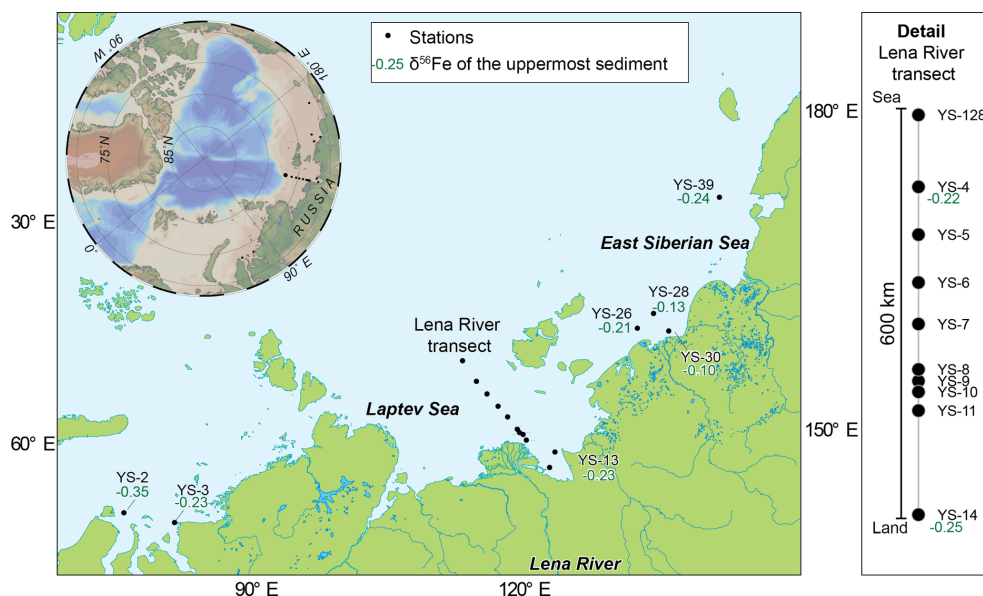 90° W
180° E
75°N
85°N
0°
RUSSIA
90° E
Stations
-0.25 δ⁵⁶Fe of the uppermost sediment
Detail
Lena River
transect
Sea
YS-128
YS-4
-0.22
YS-5
YS-6
YS-7
YS-8
YS-9
YS-10
YS-11
YS-14
Land
-0.25
600 km
180° E
30° E
YS-39
-0.24
East Siberian Sea
YS-28
-0.13
YS-26
-0.21
YS-30
-0.10
Lena River
transect
Laptev Sea
60° E
150° E
YS-13
-0.23
YS-2
-0.35
YS-3
-0.23
Lena River
90° E
120° E